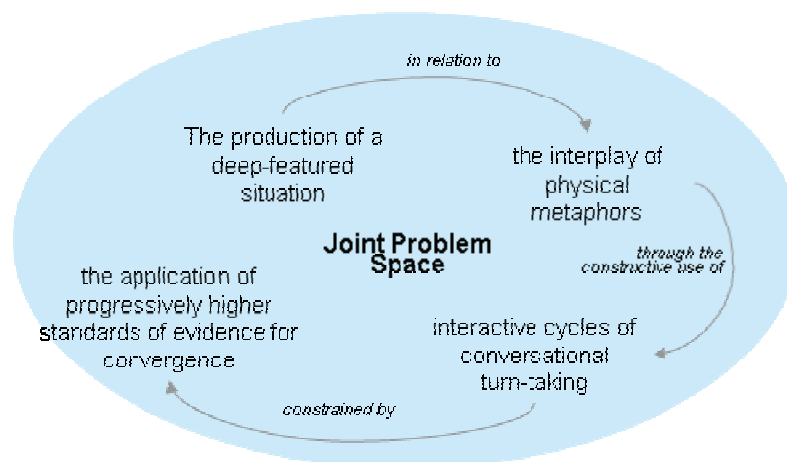 in relation to
The production of a
deep-featured
situation
the interplay of
physical
metaphors
Joint Problem
Space
through the
constructive use of
the application of
progressively higher
standards of evidence for
convergence
interactive cycles of
conversational
turn-taking
constrained by